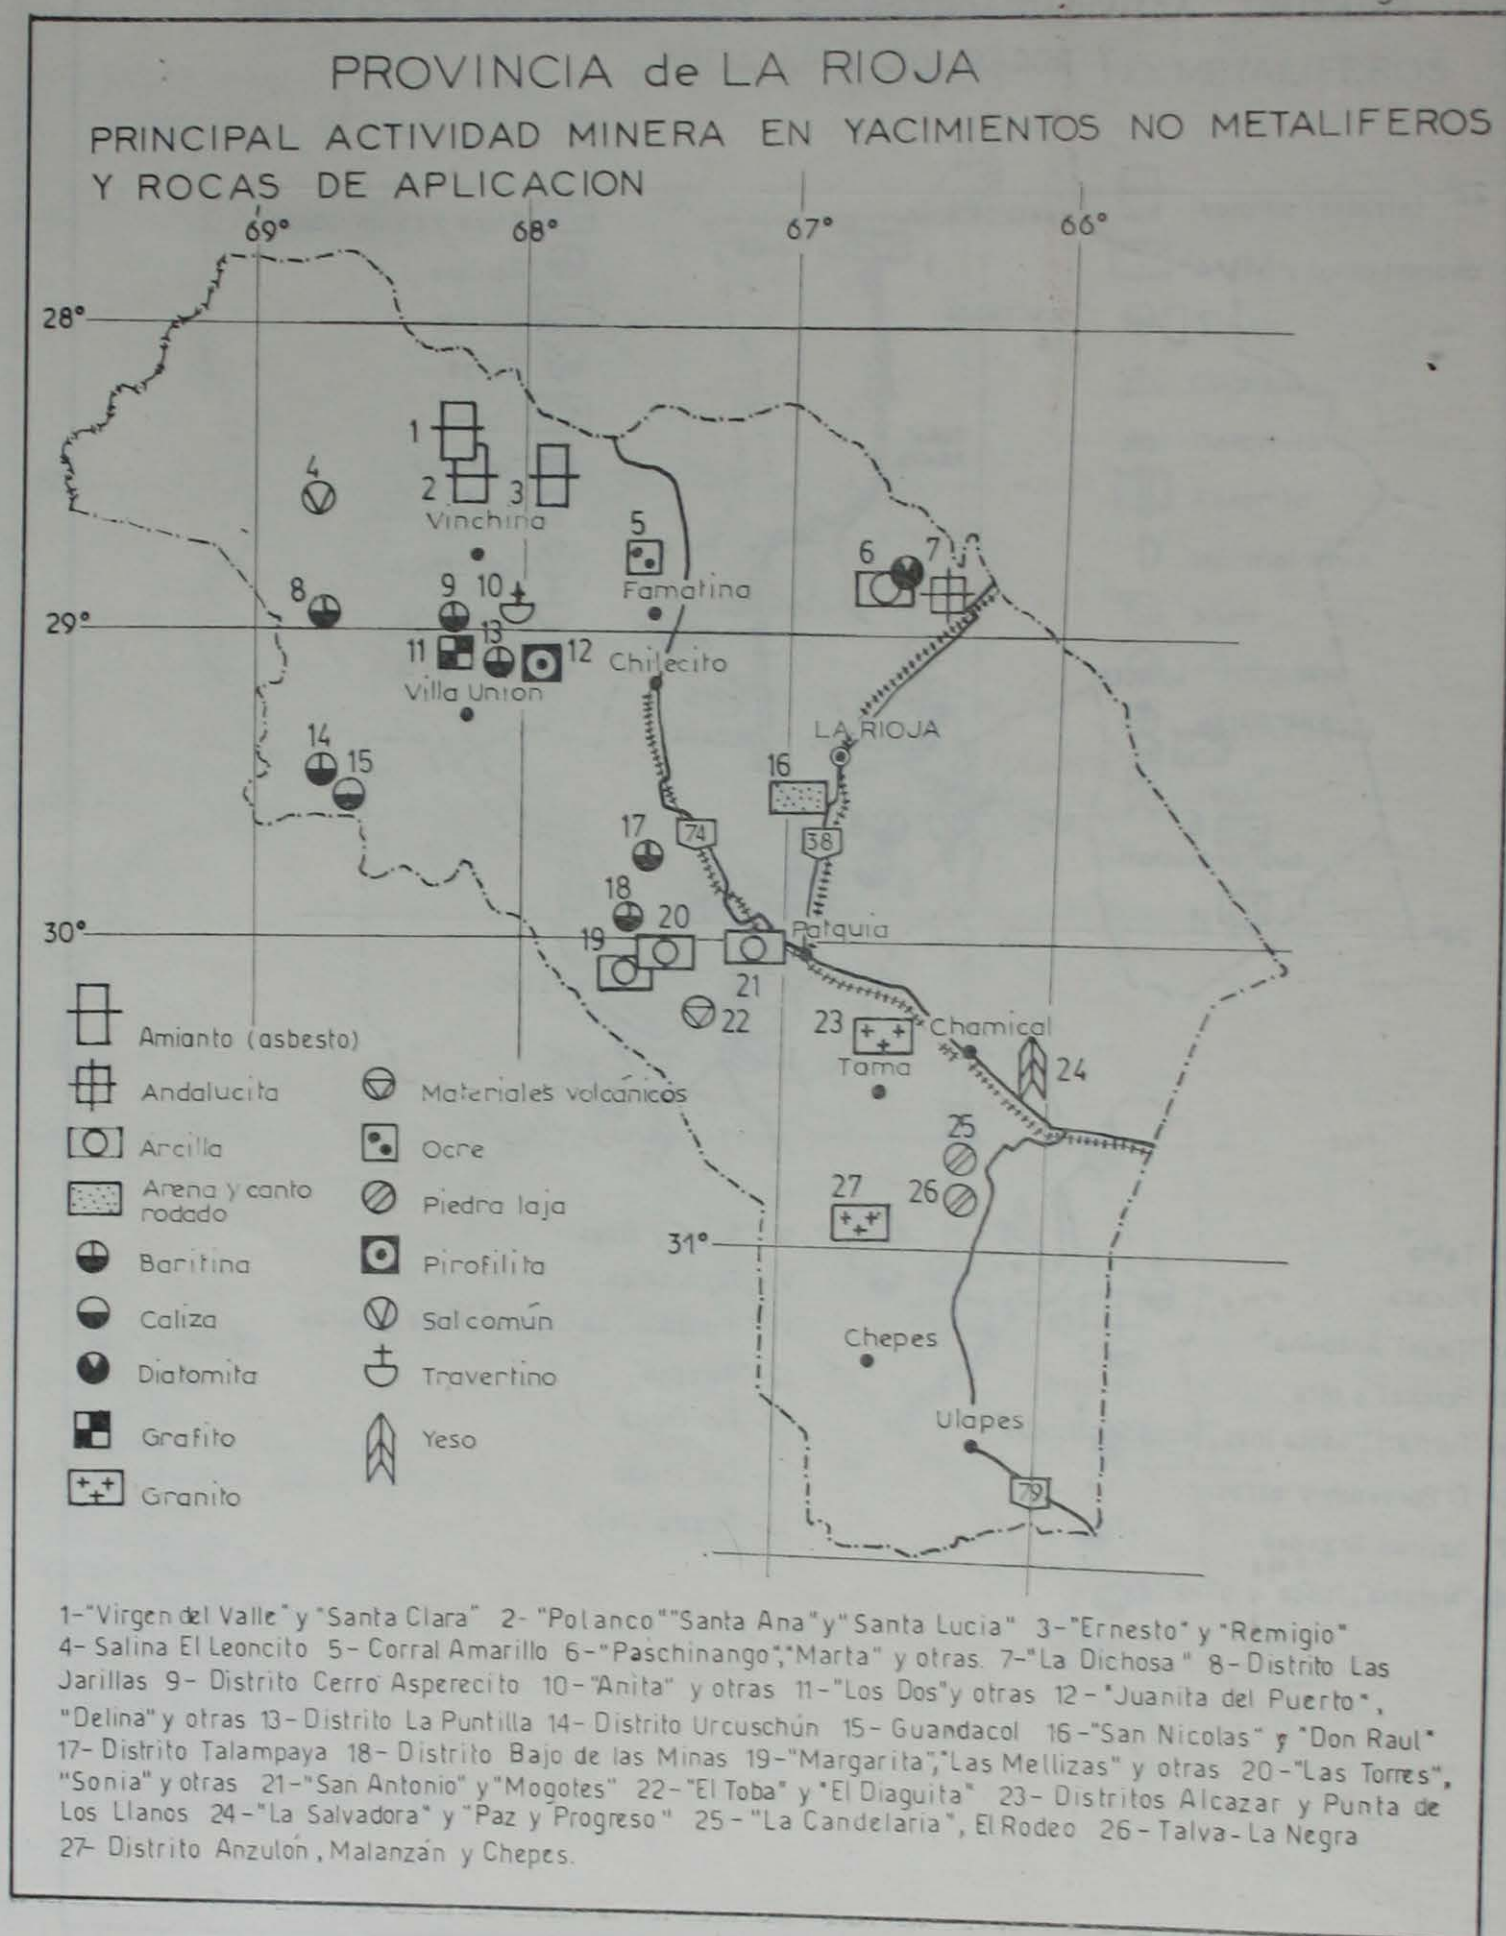 PROVINCIA de LA RIOJA
PRINCIPAL ACTIVIDAD MINERA EN YACIMIENTOS NO METALIFEROS
Y ROCAS DE APLICACION
69° 68° 67° 66°
28°
1
4
2 3
Vinchina
5
6 7
8 9 10
Famatina
29°
13
11 12 Chilecito
Villa Union
LA RIOJA
14
15
16
17 74 38
18
20
30° 19 Patquia
21
22 23 Chamical
Amianto (asbesto)
Tama 24
Andalucita
Materiales volcánicos
25
Arcilla
Ocre
Arena y canto
rodado
Piedra laja
27 26
31°
Baritina
Pirofilita
Caliza
Sal común
Chepes
Diatomita
Travertino
Ulapes
Grafito
Yeso
79
Granito
1-"Virgen del Valle" y "Santa Clara" 2- "Polanco" "Santa Ana" y "Santa Lucia" 3-"Ernesto" y "Remigio"
4- Salina El Leoncito 5- Corral Amarillo 6-"Paschinango","Marta" y otras. 7-"La Dichosa" 8-Distrito Las
Jarillas 9- Distrito Cerro Asperecito 10-"Anita" y otras 11-"Los Dos" y otras 12-"Juanita del Puerto",
"Delina" y otras 13-Distrito La Puntilla 14- Distrito Urcuschún 15- Guandacol 16-"San Nicolas" y "Don Raul"
17- Distrito Talampaya 18- Distrito Bajo de las Minas 19-"Margarita","Las Mellizas" y otras 20-"Las Torres",
"Sonia" y otras 21-"San Antonio" y "Mogotes" 22-"El Toba" y "El Diaguita" 23- Distritos Alcazar y Punta de
Los Llanos 24-"La Salvadora" y "Paz y Progreso" 25-"La Candelaria", El Rodeo 26-Talva-La Negra
27- Distrito Anzulón, Malanzán y Chepes.